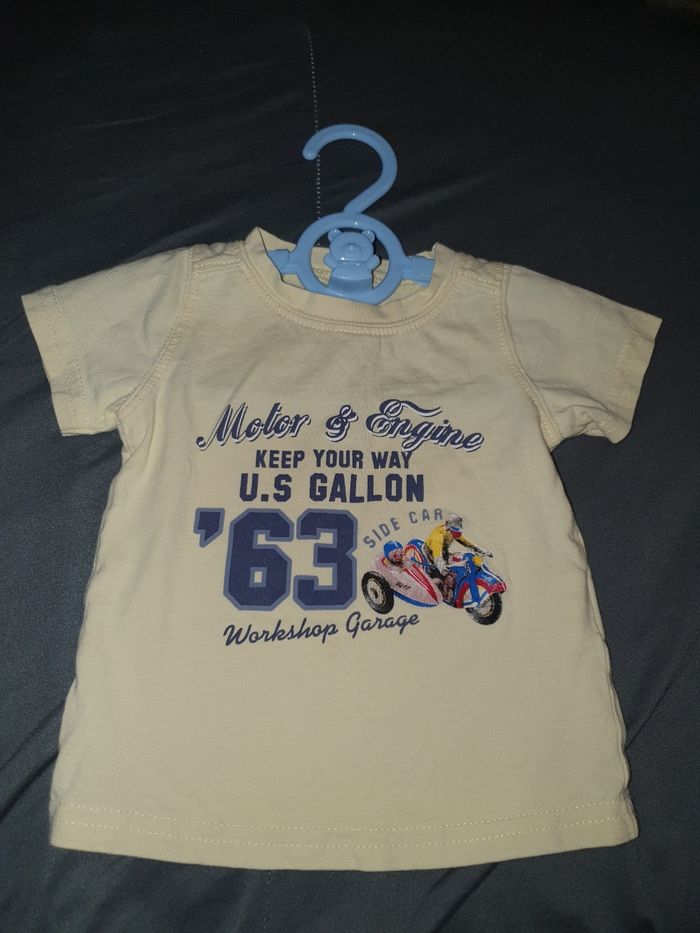 Motor & Engine
KEEP YOUR WAY
U.S GALLON
'63
SIDE CAR
Workshop Garage